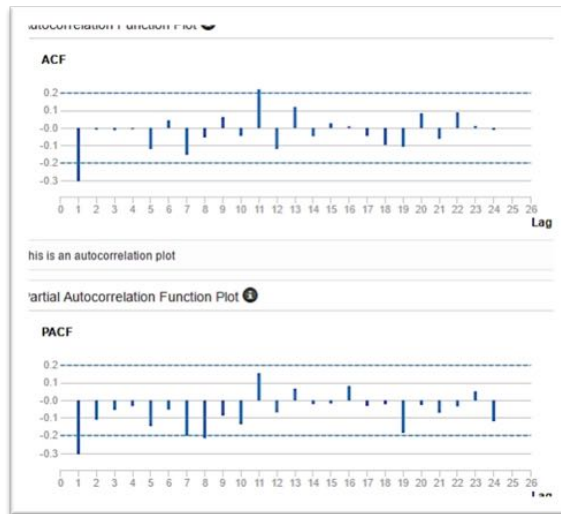 Autocorrelation Function Plot
ACF
0.2
0.1
-0.0
-0.1
-0.2
-0.3
0 1 2 3 4 5 6 7 8 9 10 11 12 13 14 15 16 17 18 19 20 21 22 23 24 25 26
Lag
his is an autocorrelation plot
artial Autocorrelation Function Plot
PACF
0.2
0.1
-0.0
-0.1
-0.2
-0.3
0 1 2 3 4 5 6 7 8 9 10 11 12 13 14 15 16 17 18 19 20 21 22 23 24 25 26
Lag